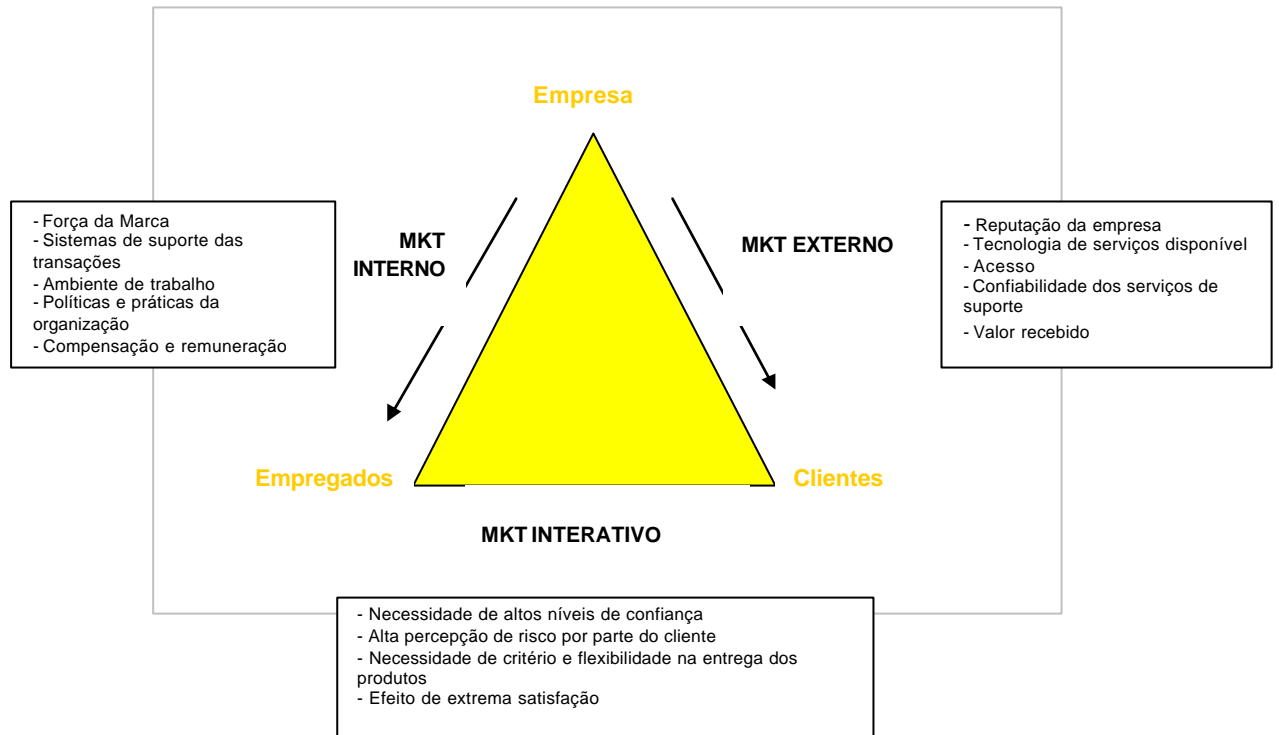 Empresa
- Força da Marca
- Sistemas de suporte das
transações
- Ambiente de trabalho
- Políticas e práticas da
organização
- Compensação e remuneração
MKT
INTERNO
MKT EXTERNO
- Reputação da empresa
- Tecnologia de serviços disponível
- Acesso
- Confiabilidade dos serviços de
suporte
- Valor recebido
Empregados
Clientes
MKT INTERATIVO
- Necessidade de altos níveis de confiança
- Alta percepção de risco por parte do cliente
- Necessidade de critério e flexibilidade na entrega dos
produtos
- Efeito de extrema satisfação